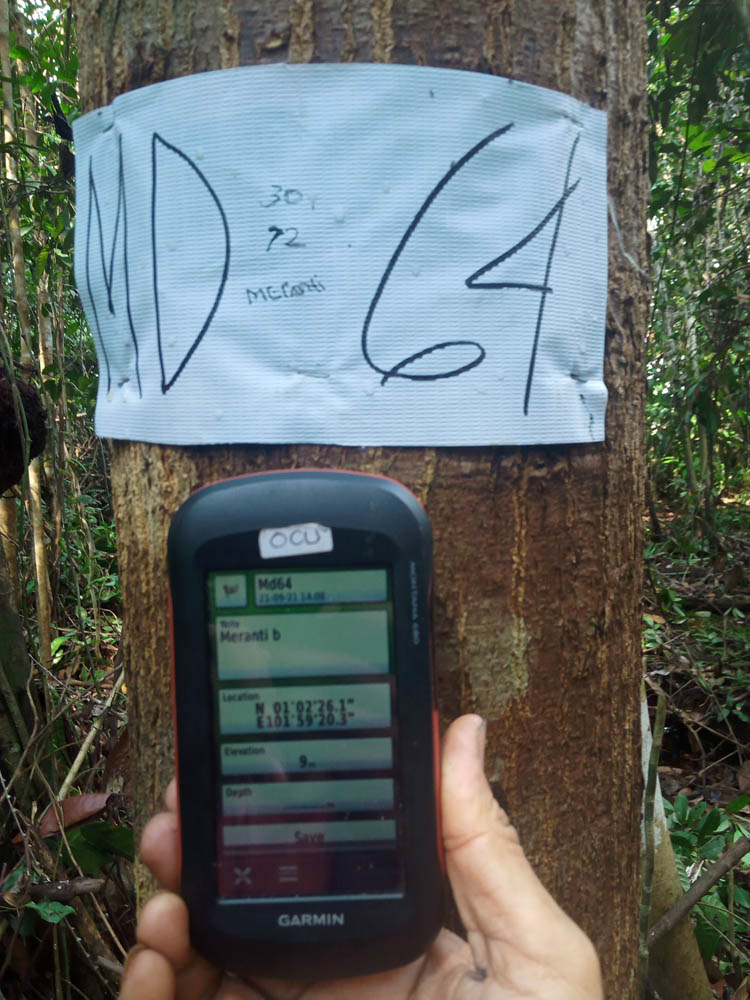 MD
30
72
Meranti
64
OCU
MONTANA 680
Md64
21-09-21 14:08
Note
Meranti b
Location
N 01°02'26.1"
E101°59'20.3"
Elevation
9m
Depth
Save
GARMIN